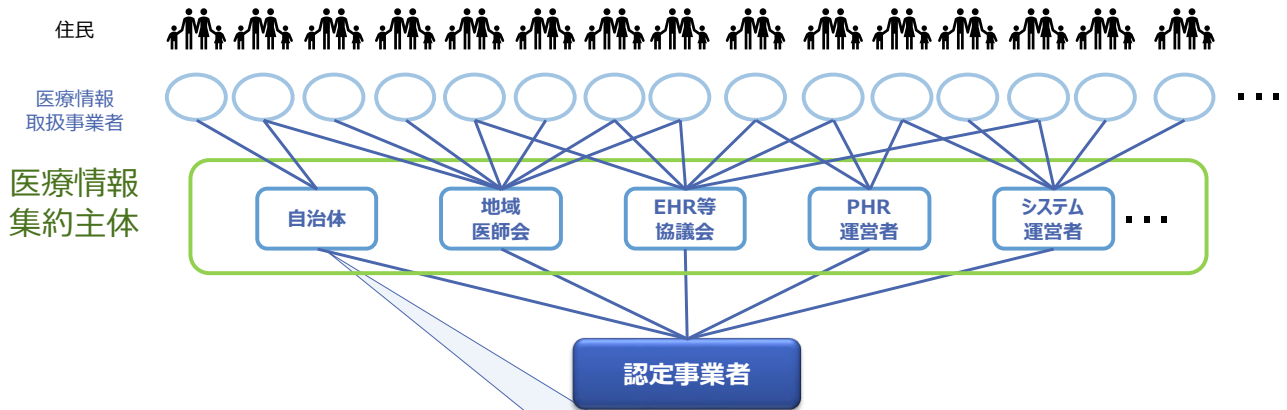 住民
医療情報
取扱事業者
・・・
医療情報
集約主体
自治体
地域
医師会
EHR等
協議会
PHR
運営者
システム
運営者
・・・
認定事業者